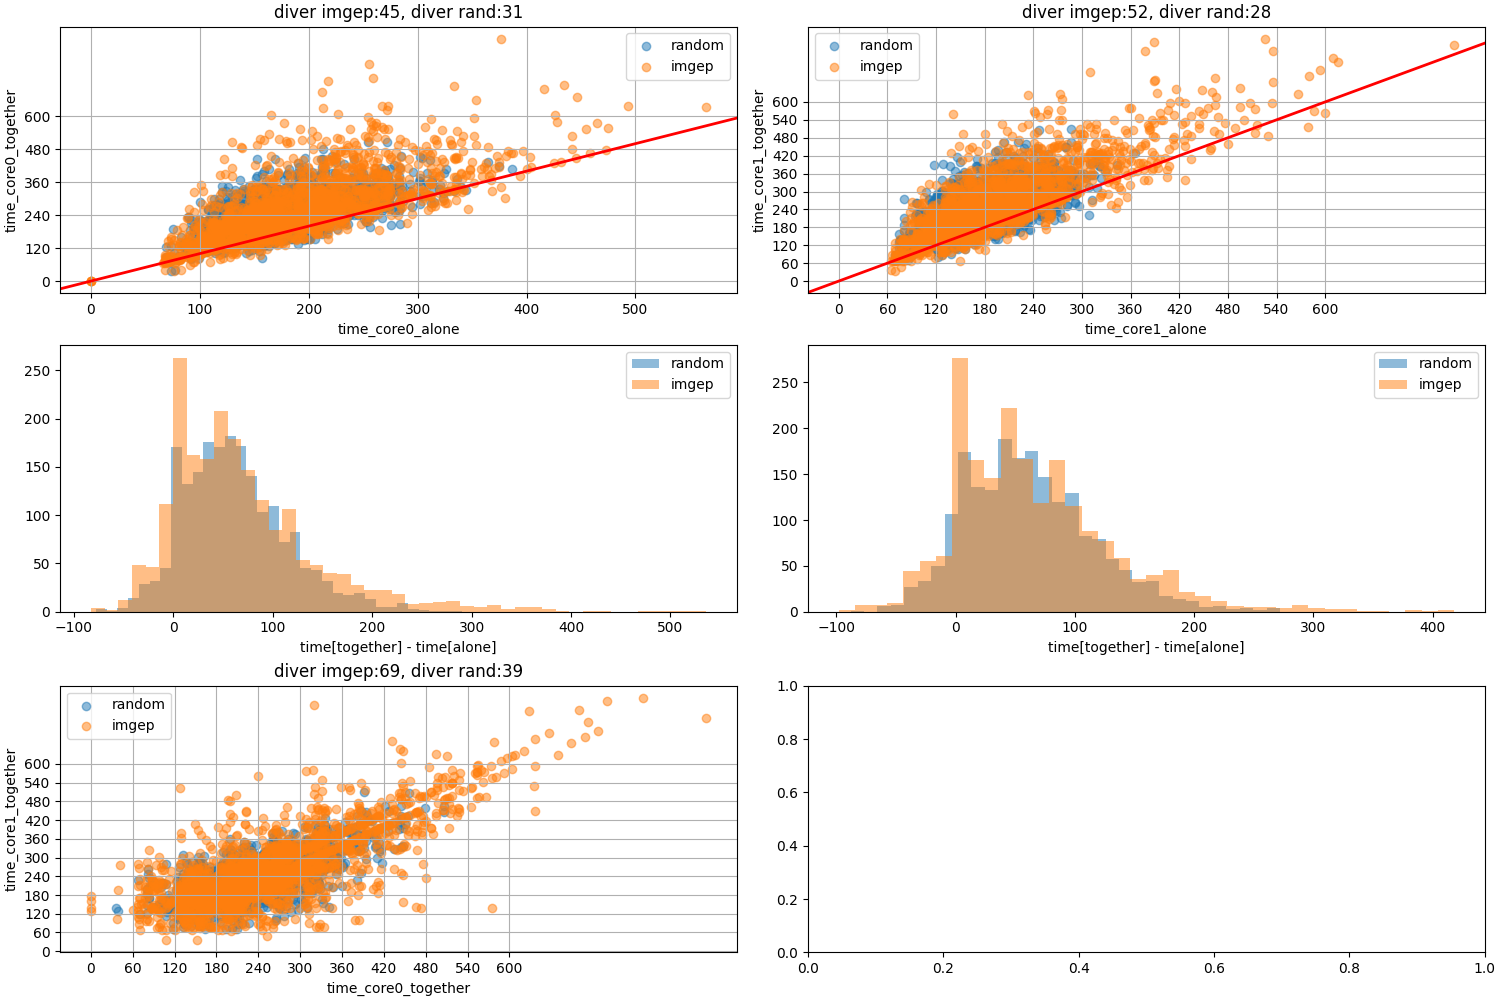 diver imgep:45, diver rand:31
random
imgep
time_core0_together
600
480
360
240
120
0
0 100 200 300 400 500
time_core0_alone
diver imgep:52, diver rand:28
random
imgep
time_core1_together
600
540
480
420
360
300
240
180
120
60
0
0 60 120 180 240 300 360 420 480 540 600
time_core1_alone
random
imgep
250
200
150
100
50
0
−100 0 100 200 300 400 500
time[together] - time[alone]
random
imgep
250
200
150
100
50
0
−100 0 100 200 300 400
time[together] - time[alone]
diver imgep:69, diver rand:39
random
imgep
time_core1_together
600
540
480
420
360
300
240
180
120
60
0
0 60 120 180 240 300 360 420 480 540 600
time_core0_together
1.0
0.8
0.6
0.4
0.2
0.0
0.0 0.2 0.4 0.6 0.8 1.0